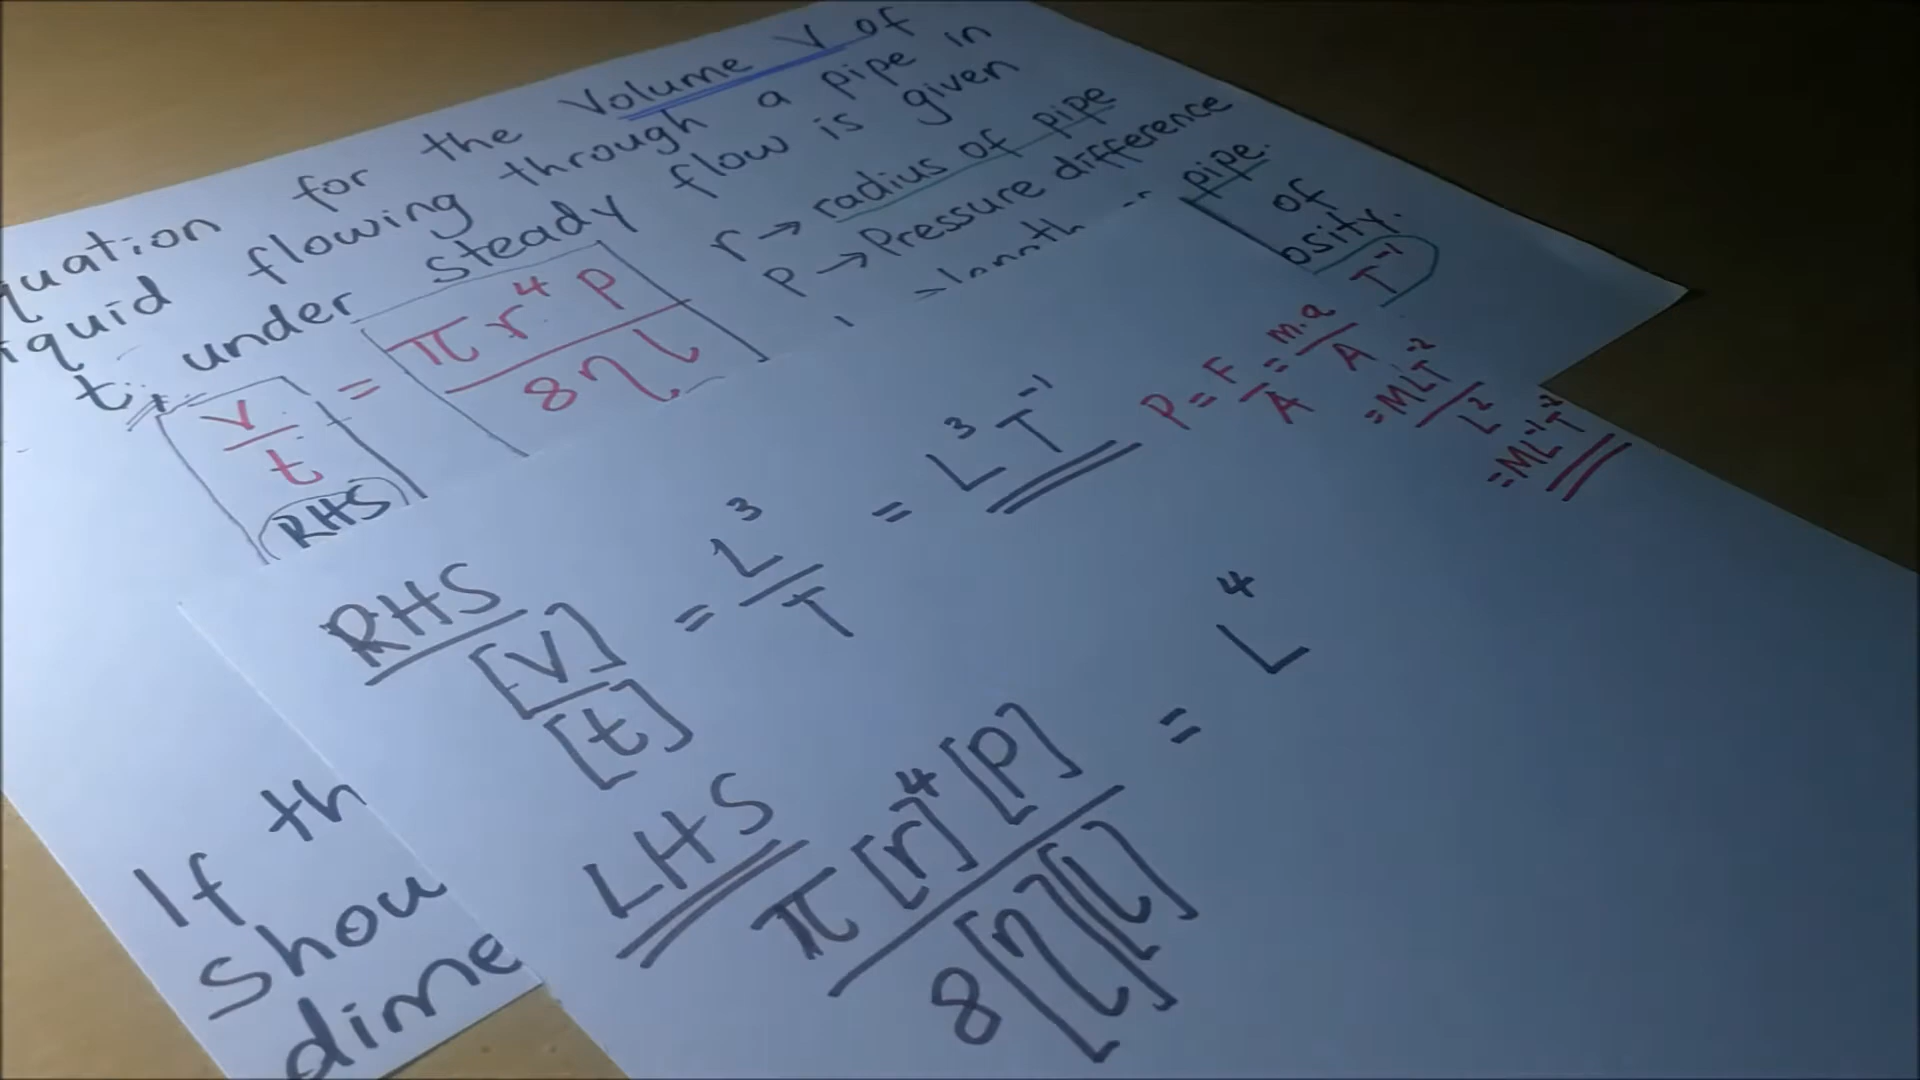 quation for the Volume V of
iquid flowing through a pipe in
t, under steady flow is given
V/t = πr⁴p/8ηl
RHS
r → radius of pipe
P → Pressure difference
pipe.
of
osity.
T⁻¹
P = F/A = m.a/A
= MLT⁻²/L²
= ML⁻¹T⁻²
RHS
[V]/[t] = L³/T = L³T⁻¹
LHS
π[r]⁴[P]/8[η][l] = L⁴
If th
shou
dime